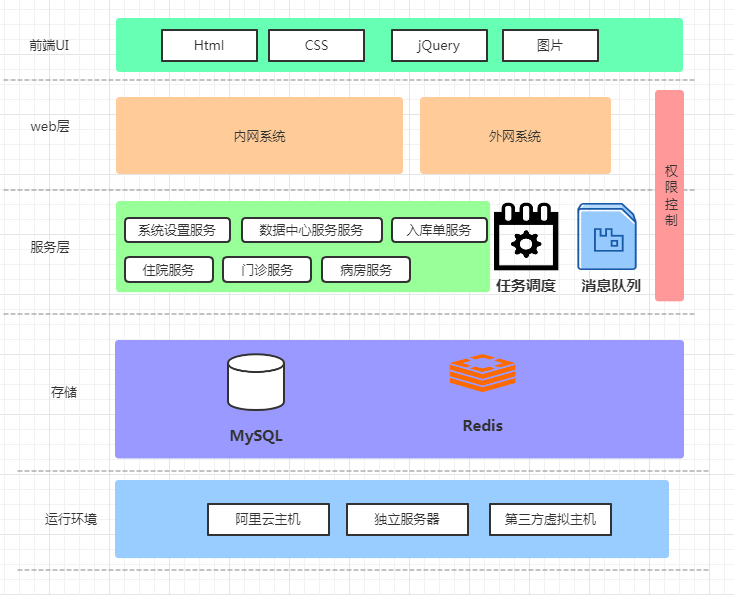 前端UI
Html
CSS
jQuery
图片
web层
内网系统
外网系统
权限控制
服务层
系统设置服务
数据中心服务服务
入库单服务
住院服务
门诊服务
病房服务
任务调度
消息队列
存储
MySQL
Redis
运行环境
阿里云主机
独立服务器
第三方虚拟主机